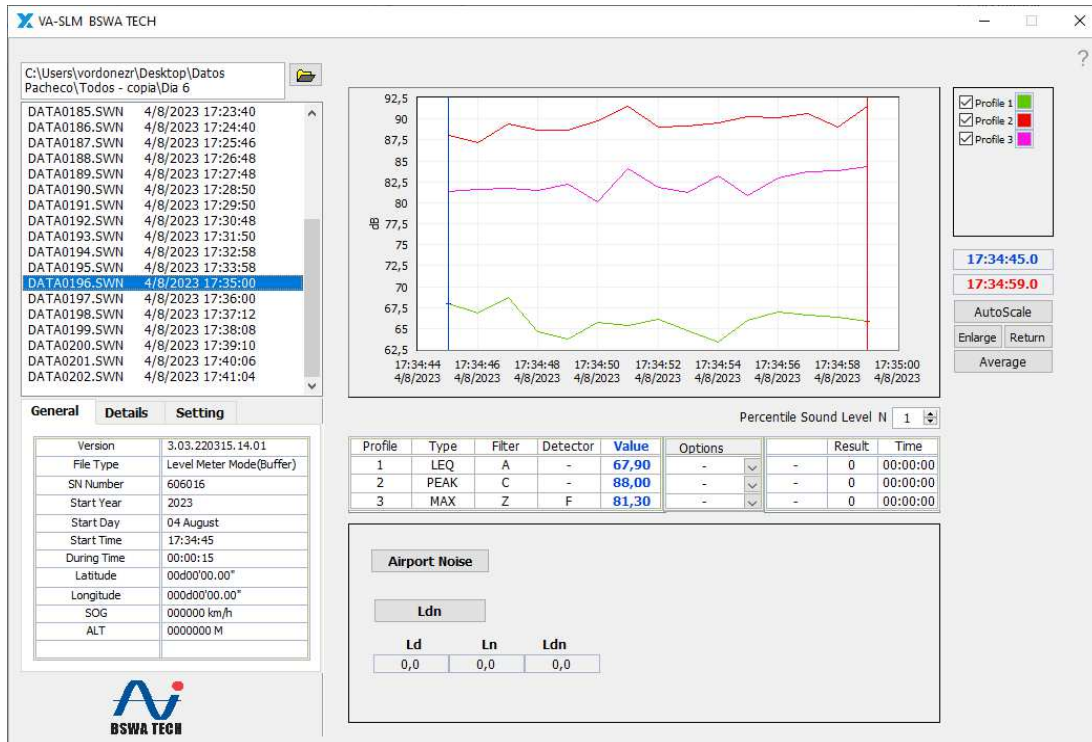 VA-SLM BSWA TECH
?
C:\Users\vordonezr\Desktop\Datos
Pacheco\Todos - copia\Dia 6
DATA0185.SWN 4/8/2023 17:23:40
DATA0186.SWN 4/8/2023 17:24:40
DATA0187.SWN 4/8/2023 17:25:46
DATA0188.SWN 4/8/2023 17:26:48
DATA0189.SWN 4/8/2023 17:27:48
DATA0190.SWN 4/8/2023 17:28:50
DATA0191.SWN 4/8/2023 17:29:50
DATA0192.SWN 4/8/2023 17:30:48
DATA0193.SWN 4/8/2023 17:31:50
DATA0194.SWN 4/8/2023 17:32:58
DATA0195.SWN 4/8/2023 17:33:58
DATA0196.SWN 4/8/2023 17:35:00
DATA0197.SWN 4/8/2023 17:36:00
DATA0198.SWN 4/8/2023 17:37:12
DATA0199.SWN 4/8/2023 17:38:08
DATA0200.SWN 4/8/2023 17:39:10
DATA0201.SWN 4/8/2023 17:40:06
DATA0202.SWN 4/8/2023 17:41:04
General Details Setting
Version 3.03.220315.14.01
File Type Level Meter Mode(Buffer)
SN Number 606016
Start Year 2023
Start Day 04 August
Start Time 17:34:45
During Time 00:00:15
Latitude 00d00'00.00"
Longitude 000d00'00.00"
SOG 000000 km/h
ALT 0000000 M
BSWA TECH
92,5
90
87,5
85
82,5
80
77,5
75
72,5
70
67,5
65
62,5
dB
17:34:44 17:34:46 17:34:48 17:34:50 17:34:52 17:34:54 17:34:56 17:34:58 17:35:00
4/8/2023 4/8/2023 4/8/2023 4/8/2023 4/8/2023 4/8/2023 4/8/2023 4/8/2023 4/8/2023
Profile 1
Profile 2
Profile 3
17:34:45.0
17:34:59.0
AutoScale
Enlarge Return
Average
Percentile Sound Level N 1
Profile Type Filter Detector Value Options Result Time
1 LEQ A - 67,90 - - 0 00:00:00
2 PEAK C - 88,00 - - 0 00:00:00
3 MAX Z F 81,30 - - 0 00:00:00
Airport Noise
Ldn
Ld Ln Ldn
0,0 0,0 0,0